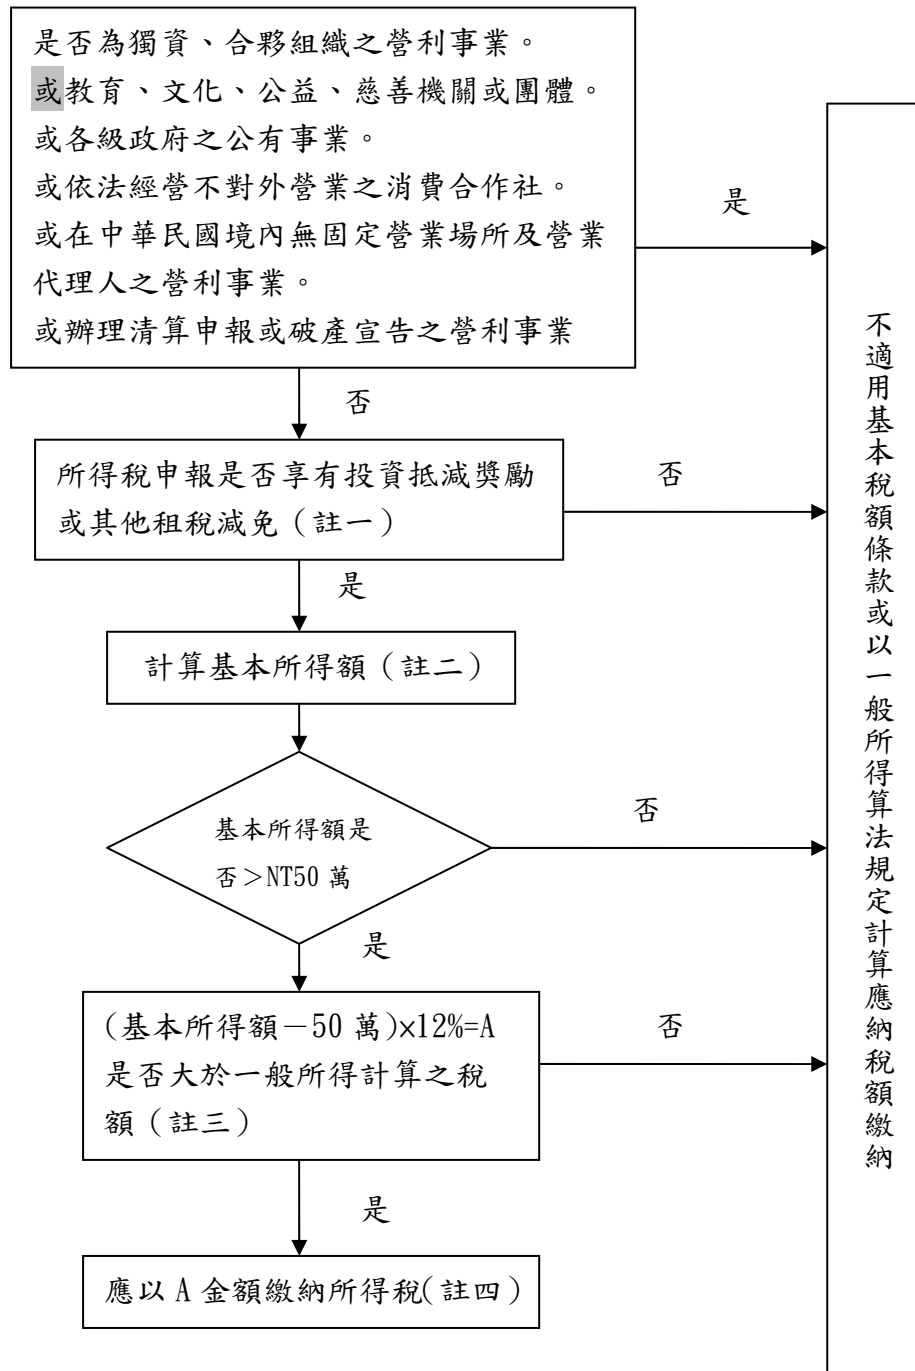 是否為獨資、合夥組織之營利事業。
或教育、文化、公益、慈善機關或團體。
或各級政府之公有事業。
或依法經營不對外營業之消費合作社。
或在中華民國境內無固定營業場所及營業
代理人之營利事業。
或辦理清算申報或破產宣告之營利事業
是
否
所得稅申報是否享有投資抵減獎勵
或其他租稅減免（註一）
否
是
計算基本所得額（註二）
基本所得額是
否＞NT50 萬
否
是
(基本所得額－50 萬)×12%=A
是否大於一般所得計算之稅
額（註三）
否
是
應以 A 金額繳納所得稅(註四)
不適用基本稅額條款或以一般所得算法規定計算應納稅額繳納